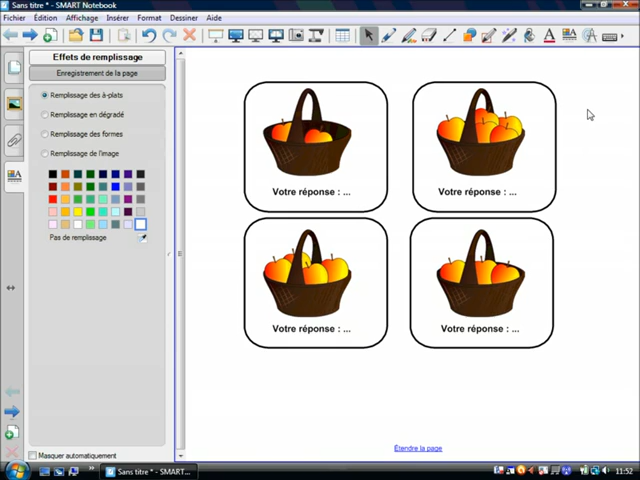 Sans titre * - SMART Notebook
Fichier Édition Affichage Insérer Format Dessiner Aide
Effets de remplissage
Enregistrement de la page
Remplissage des à-plats
Remplissage en dégradé
Remplissage des formes
Remplissage de l'image
Pas de remplissage
Votre réponse : ...
Votre réponse : ...
Votre réponse : ...
Votre réponse : ...
Étendre la page
Masquer automatiquement
Sans titre * - SMART...
11:52